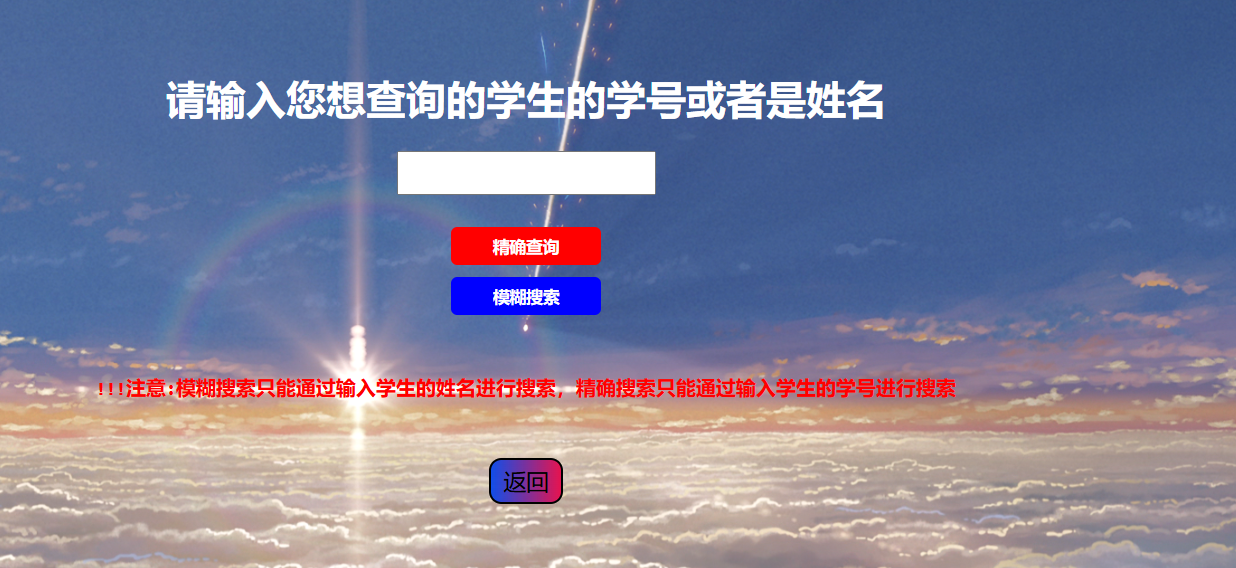 请输入您想查询的学生的学号或者是姓名
精确查询
模糊搜索
!!!注意:模糊搜索只能通过输入学生的姓名进行搜索，精确搜索只能通过输入学生的学号进行搜索
返回